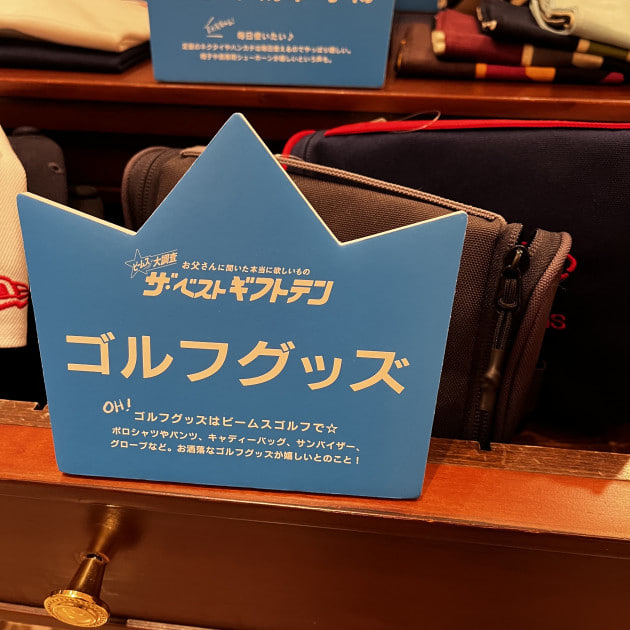 毎日使いたい♪
ビームス大調査
お父さんに聞いた本当に欲しいもの
ザ・ベストギフトテン
ゴルフグッズ
OH!
ゴルフグッズはビームスゴルフで☆
ポロシャツやパンツ、キャディーバッグ、サンバイザー、
グローブなど。お洒落なゴルフグッズが嬉しいとのこと！